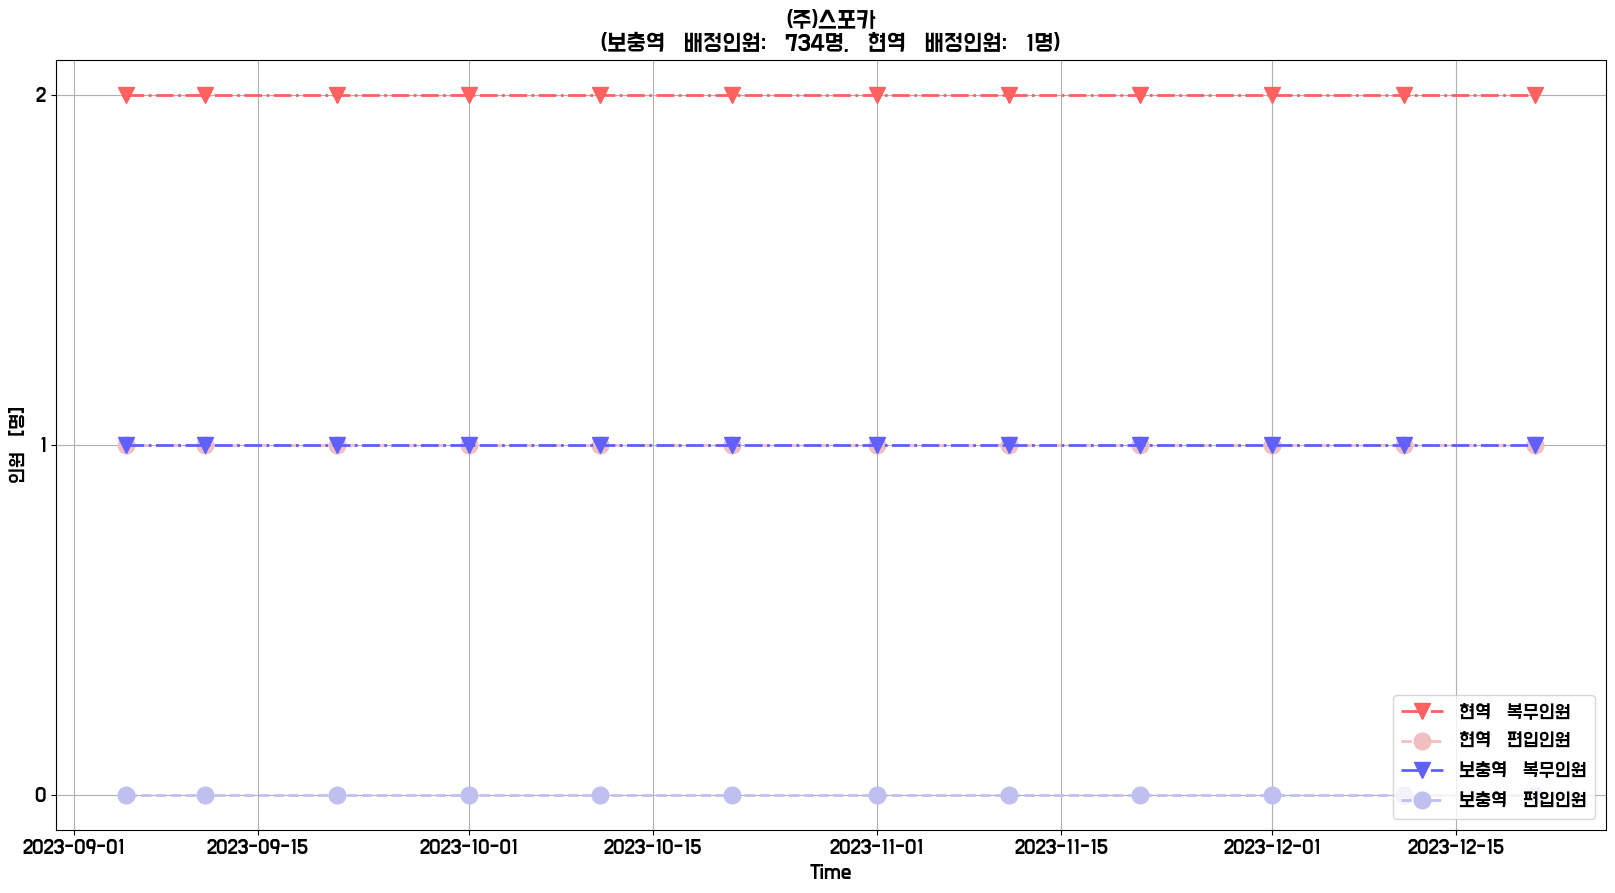 (주)스포카
(보충역 배정인원: 734명, 현역 배정인원: 1명)
2
1
0
인원 [명]
현역 복무인원
현역 편입인원
보충역 복무인원
보충역 편입인원
2023-09-01 2023-09-15 2023-10-01 2023-10-15 2023-11-01 2023-11-15 2023-12-01 2023-12-15
Time